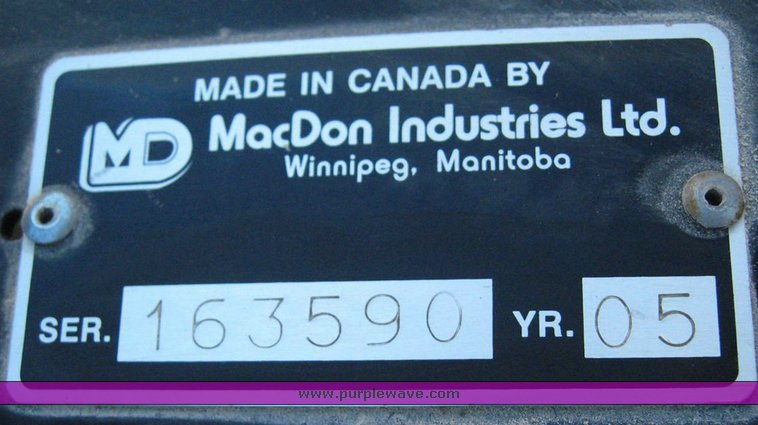 MADE IN CANADA BY
MD MacDon Industries Ltd.
Winnipeg, Manitoba
SER. 163590 YR. 05
www.purplewave.com